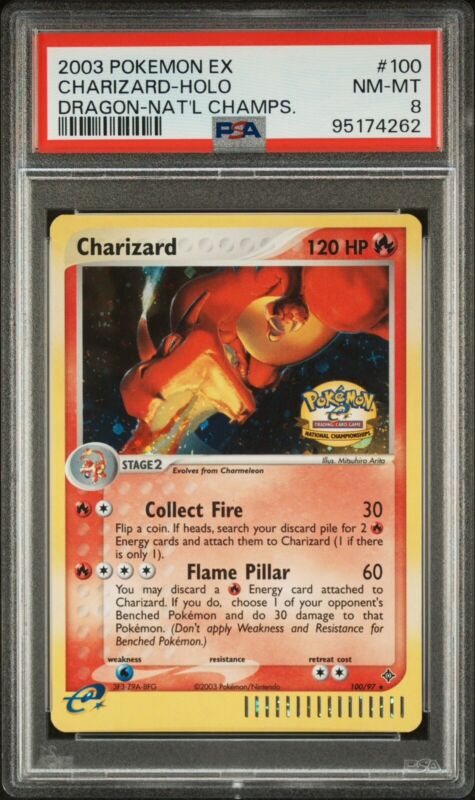 2003 POKEMON EX #100
CHARIZARD-HOLO NM-MT
DRAGON-NAT'L CHAMPS. 8
PSA 95174262
Charizard 120 HP
Pokémon
e
TRADING CARD GAME
NATIONAL CHAMPIONSHIPS
Illus. Mitsuhiro Arita
STAGE2
Evolves from Charmeleon
Collect Fire 30
Flip a coin. If heads, search your discard pile for 2
Energy cards and attach them to Charizard (1 if there
is only 1).
Flame Pillar 60
You may discard a Energy card attached to
Charizard. If you do, choose 1 of your opponent's
Benched Pokémon and do 30 damage to that
Pokémon. (Don't apply Weakness and Resistance for
Benched Pokémon.)
weakness resistance retreat cost
3F3-Z9A-8FG ©2003 Pokémon/Nintendo 100/97 ★
e
PSA